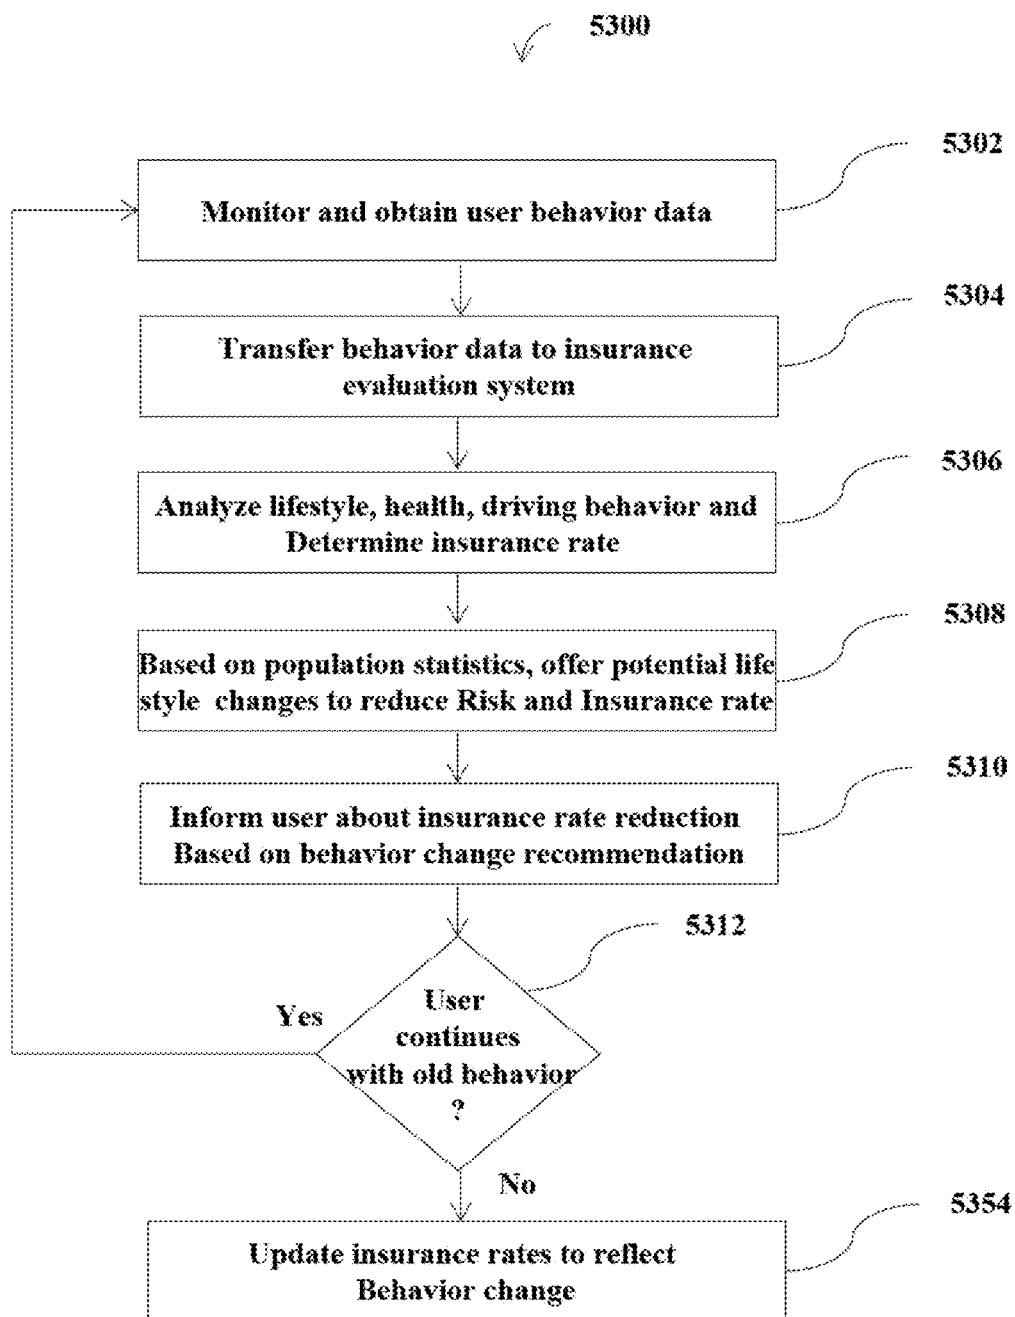 5300
5302
Monitor and obtain user behavior data
5304
Transfer behavior data to insurance
evaluation system
5306
Analyze lifestyle, health, driving behavior and
Determine insurance rate
5308
Based on population statistics, offer potential life
style changes to reduce Risk and Insurance rate
5310
Inform user about insurance rate reduction
Based on behavior change recommendation
5312
User
continues
with old behavior
?
Yes
No
5354
Update insurance rates to reflect
Behavior change